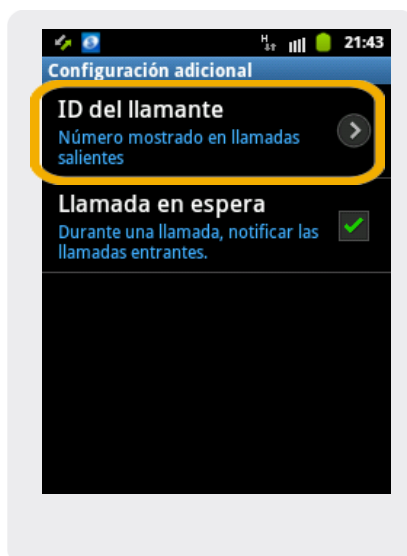 H
21:43
Configuración adicional
ID del llamante
Número mostrado en llamadas
salientes
Llamada en espera
Durante una llamada, notificar las
llamadas entrantes.